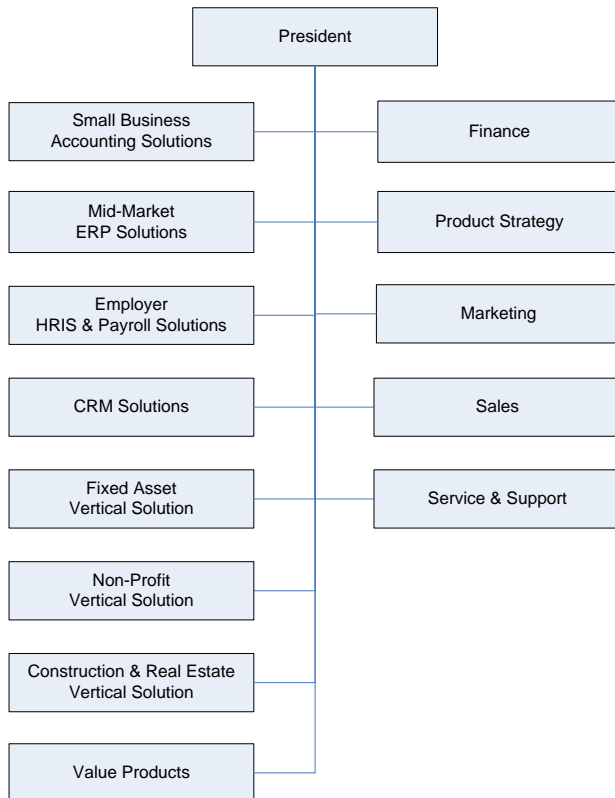 President
Small Business
Accounting Solutions
Finance
Mid-Market
ERP Solutions
Product Strategy
Employer
HRIS & Payroll Solutions
Marketing
CRM Solutions
Sales
Fixed Asset
Vertical Solution
Service & Support
Non-Profit
Vertical Solution
Construction & Real Estate
Vertical Solution
Value Products